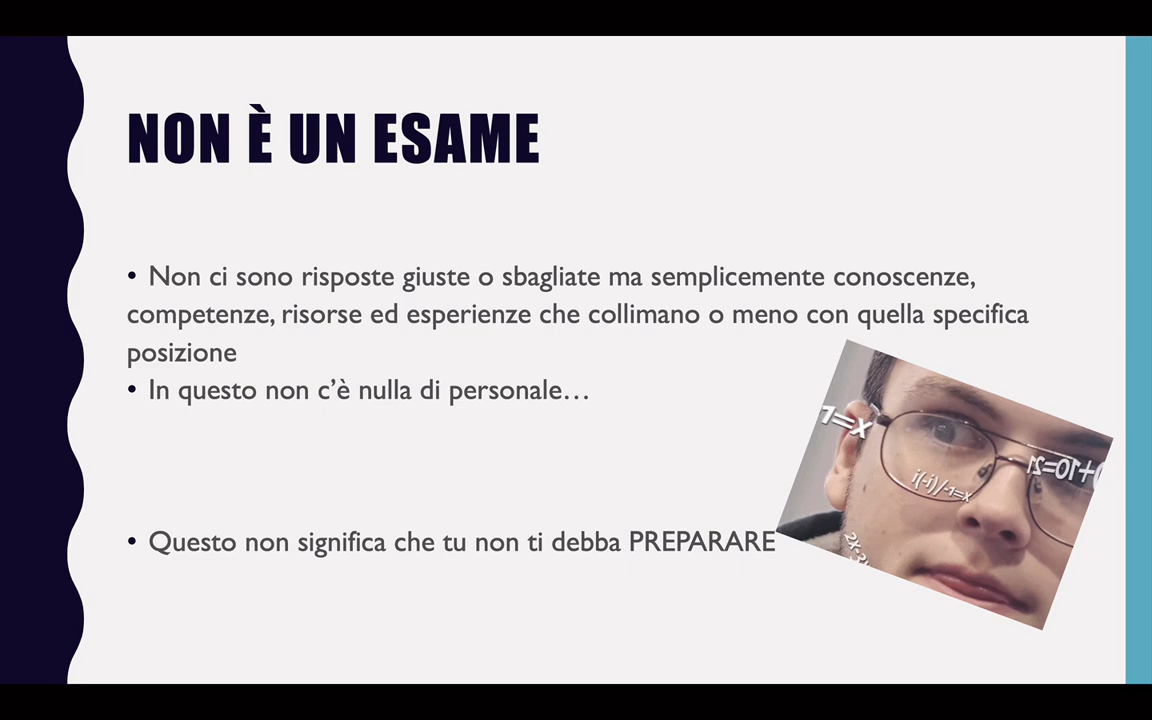 NON È UN ESAME
• Non ci sono risposte giuste o sbagliate ma semplicemente conoscenze,
competenze, risorse ed esperienze che collimano o meno con quella specifica
posizione
• In questo non c’è nulla di personale…
• Questo non significa che tu non ti debba PREPARARE